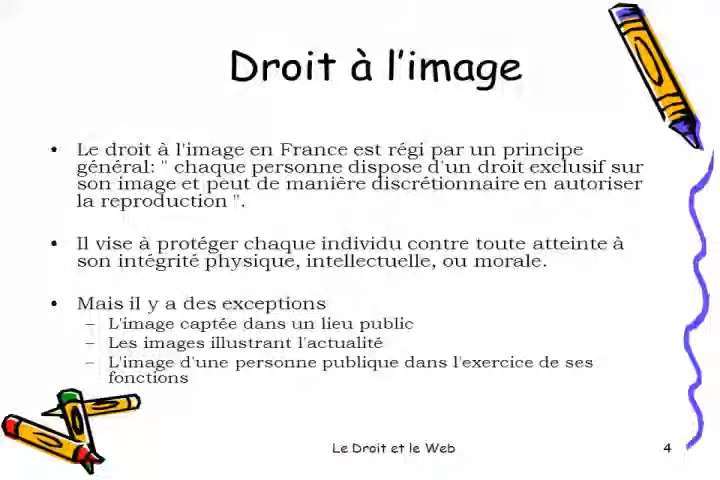 Droit à l'image
• Le droit à l'image en France est régi par un principe
général: " chaque personne dispose d'un droit exclusif sur
son image et peut de manière discrétionnaire en autoriser
la reproduction ".
• Il vise à protéger chaque individu contre toute atteinte à
son intégrité physique, intellectuelle, ou morale.
• Mais il y a des exceptions
– L'image captée dans un lieu public
– Les images illustrant l'actualité
– L'image d'une personne publique dans l'exercice de ses
fonctions
Le Droit et le Web
4